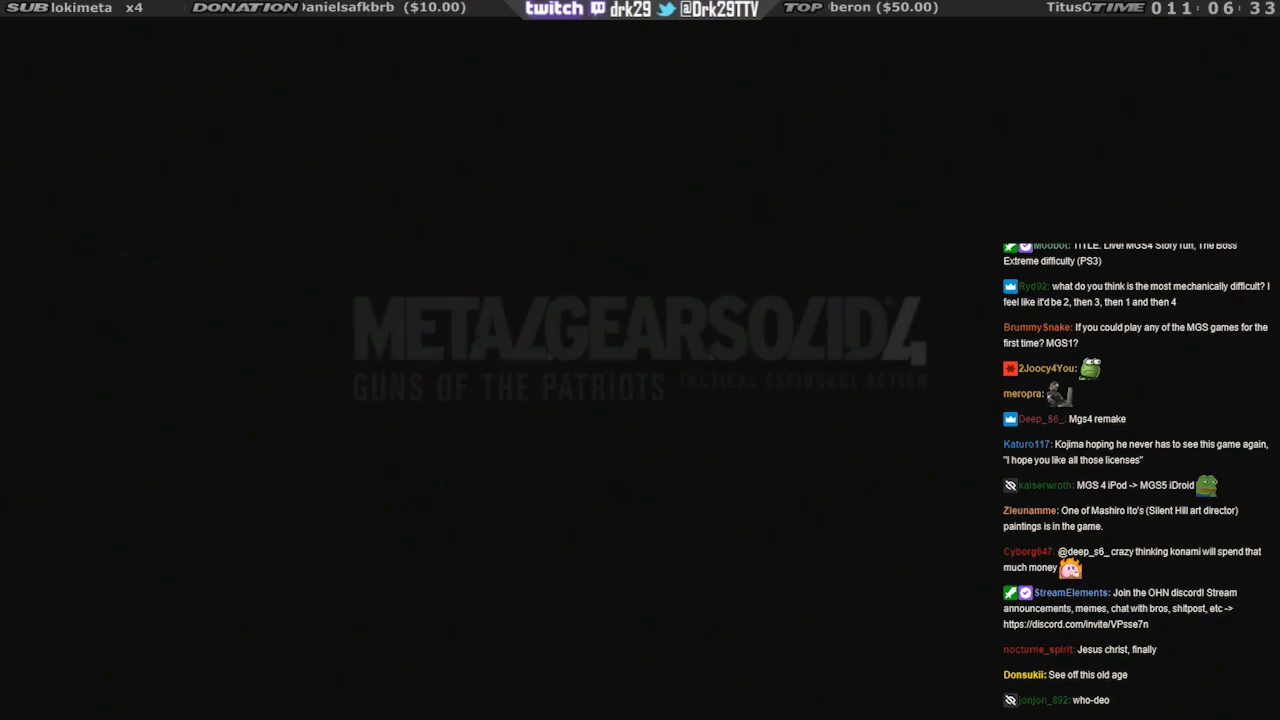 SUB lokimeta x4 DONATION anielsafkbrb ($10.00) twitch drk29 @Drk29TTV TOP beron ($50.00) TitusG TIME 011:06:33
METAL GEAR SOLID 4
GUNS OF THE PATRIOTS TACTICAL ESPIONAGE ACTION
Moobot: TITLE: Live! MGS4 Story run, The Boss
Extreme difficulty (PS3)
Ryd92: what do you think is the most mechanically difficult? I
feel like it'd be 2, then 3, then 1 and then 4
BrummySnake: If you could play any of the MGS games for the
first time? MGS1?
2Joocy4You:
meropra:
Deep_S6_: Mgs4 remake
Katuro117: Kojima hoping he never has to see this game again,
"I hope you like all those licenses"
kaiserwroth: MGS 4 iPod -> MGS5 iDroid
Zleunamme: One of Mashiro Ito's (Silent Hill art director)
paintings is in the game.
Cyborg647: @deep_s6_ crazy thinking konami will spend that
much money
StreamElements: Join the OHN discord! Stream
announcements, memes, chat with bros, shitpost, etc ->
https://discord.com/invite/VPsse7n
nocturne_spirit: Jesus christ, finally
Donsukii: See off this old age
jonjon_892: who-deo